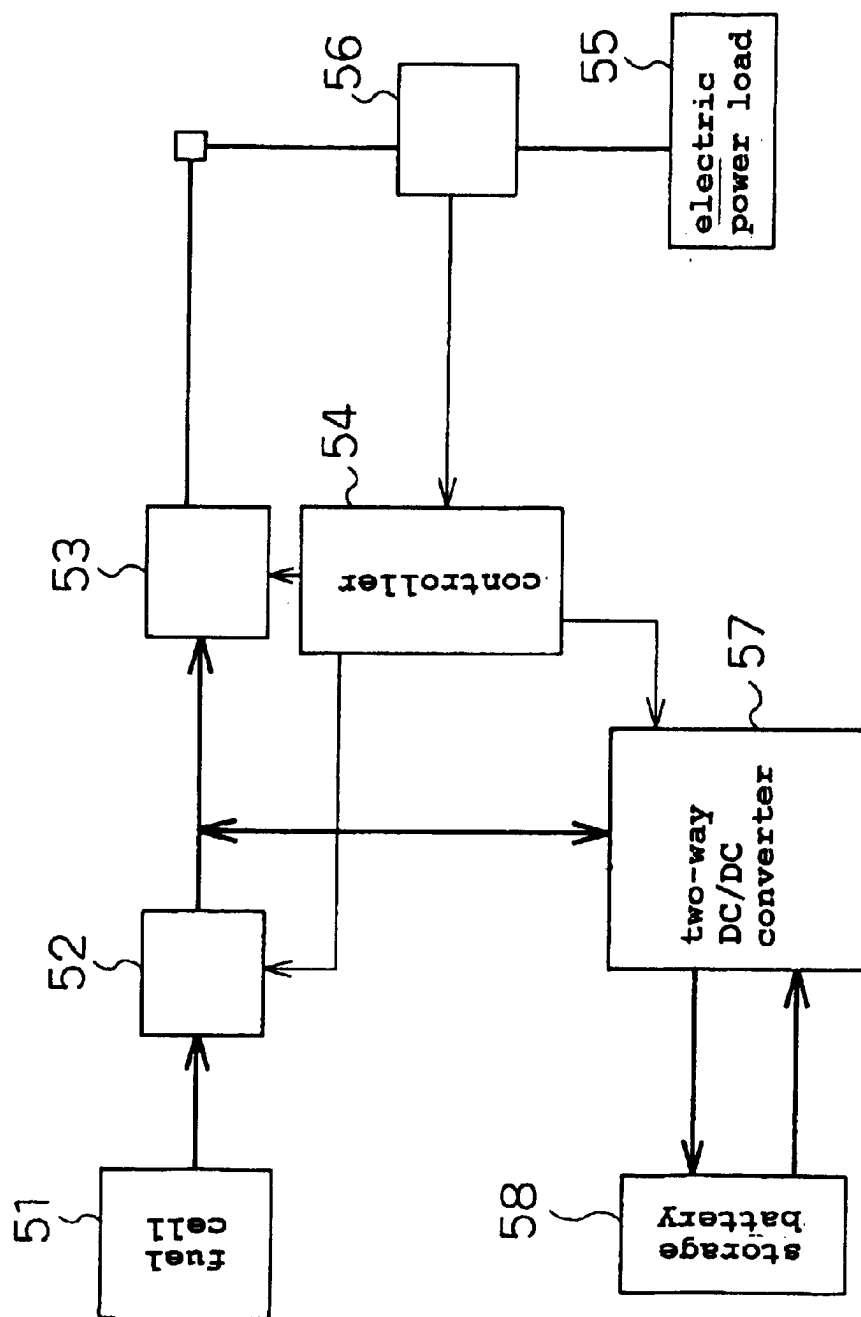 51
fuel
cell
52
53
54
controller
56
55
electric
power load
57
two-way
DC/DC
converter
58
storage
battery